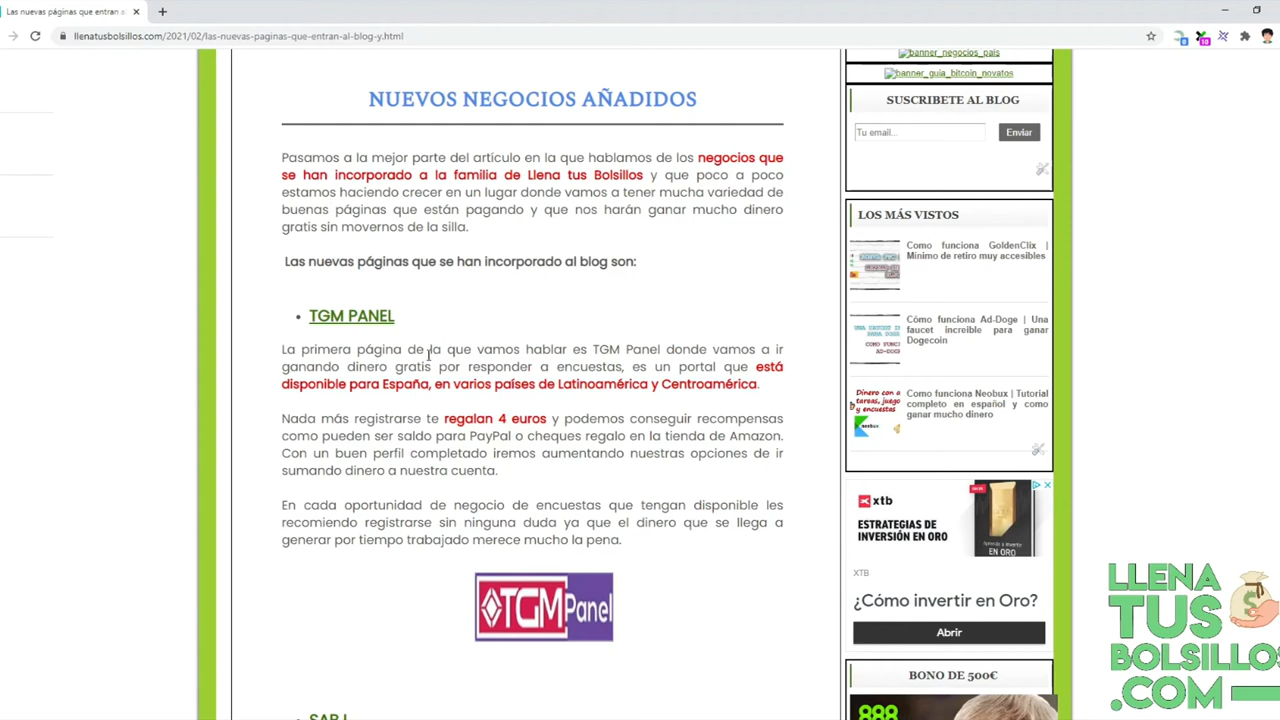 Las nuevas páginas que entran a
llenatusbolsillos.com/2021/02/las-nuevas-paginas-que-entran-al-blog-y.html
10
NUEVOS NEGOCIOS AÑADIDOS
Pasamos a la mejor parte del artículo en la que hablamos de los negocios que
se han incorporado a la familia de Llena tus Bolsillos y que poco a poco
estamos haciendo crecer en un lugar donde vamos a tener mucha variedad de
buenas páginas que están pagando y que nos harán ganar mucho dinero
gratis sin movernos de la silla.
Las nuevas páginas que se han incorporado al blog son:
• TGM PANEL
La primera página de la que vamos hablar es TGM Panel donde vamos a ir
ganando dinero gratis por responder a encuestas, es un portal que está
disponible para España, en varios países de Latinoamérica y Centroamérica.
Nada más registrarse te regalan 4 euros y podemos conseguir recompensas
como pueden ser saldo para PayPal o cheques regalo en la tienda de Amazon.
Con un buen perfil completado iremos aumentando nuestras opciones de ir
sumando dinero a nuestra cuenta.
En cada oportunidad de negocio de encuestas que tengan disponible les
recomiendo registrarse sin ninguna duda ya que el dinero que se llega a
generar por tiempo trabajado merece mucho la pena.
TGM Panel
banner_negocios_pais
banner_guia_bitcoin_novatos
SUSCRIBETE AL BLOG
Tu email...
Enviar
LOS MÁS VISTOS
Como funciona GoldenClix |
Mínimo de retiro muy accesibles
Cómo funciona Ad-Doge | Una
faucet increible para ganar
Dogecoin
Dinero con a
tareas, juego
y encuestas
neobux
Como funciona Neobux | Tutorial
completo en español y como
ganar mucho dinero
xtb
ESTRATEGIAS DE
INVERSIÓN EN ORO
EN ORO
XTB
¿Cómo invertir en Oro?
Abrir
BONO DE 500€
888
LLENA
TUS
BOLSILLOS
.COM